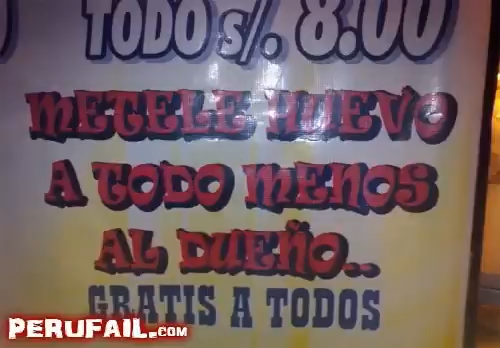 TODO S/. 8.00
METELE HUEVO
A TODO MENOS
AL DUEÑO..
GRATIS A TODOS
PERUFAIL.COM